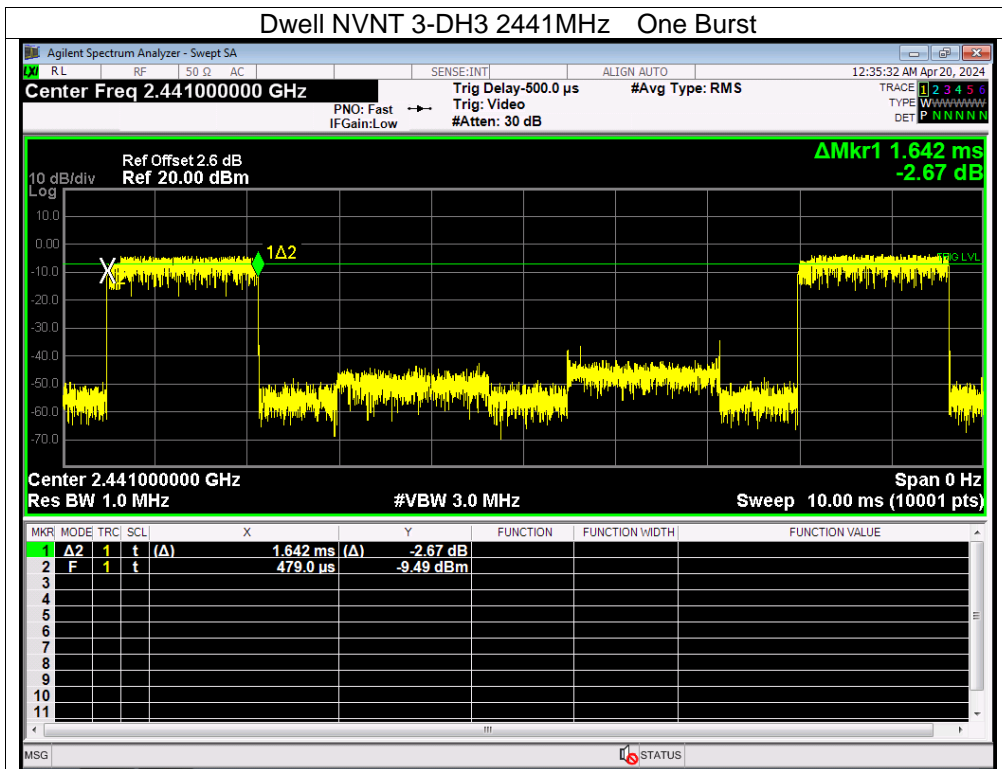 Dwell NVNT 3-DH3 2441MHz One Burst
Agilent Spectrum Analyzer - Swept SA
LXI RL RF 50 Ω AC SENSE:INT ALIGN AUTO 12:35:32 AM Apr 20, 2024
Center Freq 2.441000000 GHz
PNO: Fast
IFGain:Low
Trig Delay-500.0 µs
Trig: Video
#Atten: 30 dB
#Avg Type: RMS
TRACE 1 2 3 4 5 6
TYPE WWWWWW
DET P N N N N N
ΔMkr1 1.642 ms
-2.67 dB
Ref Offset 2.6 dB
10 dB/div Ref 20.00 dBm
Log
10.0
0.00
1Δ2
TRIG LVL
-10.0
-20.0
-30.0
-40.0
-50.0
-60.0
-70.0
Center 2.441000000 GHz Span 0 Hz
Res BW 1.0 MHz #VBW 3.0 MHz Sweep 10.00 ms (10001 pts)
MKR MODE TRC SCL X Y FUNCTION FUNCTION WIDTH FUNCTION VALUE
1 Δ2 1 t (Δ) 1.642 ms (Δ) -2.67 dB
2 F 1 t 479.0 µs -9.49 dBm
3
4
5
6
7
8
9
10
11
MSG STATUS